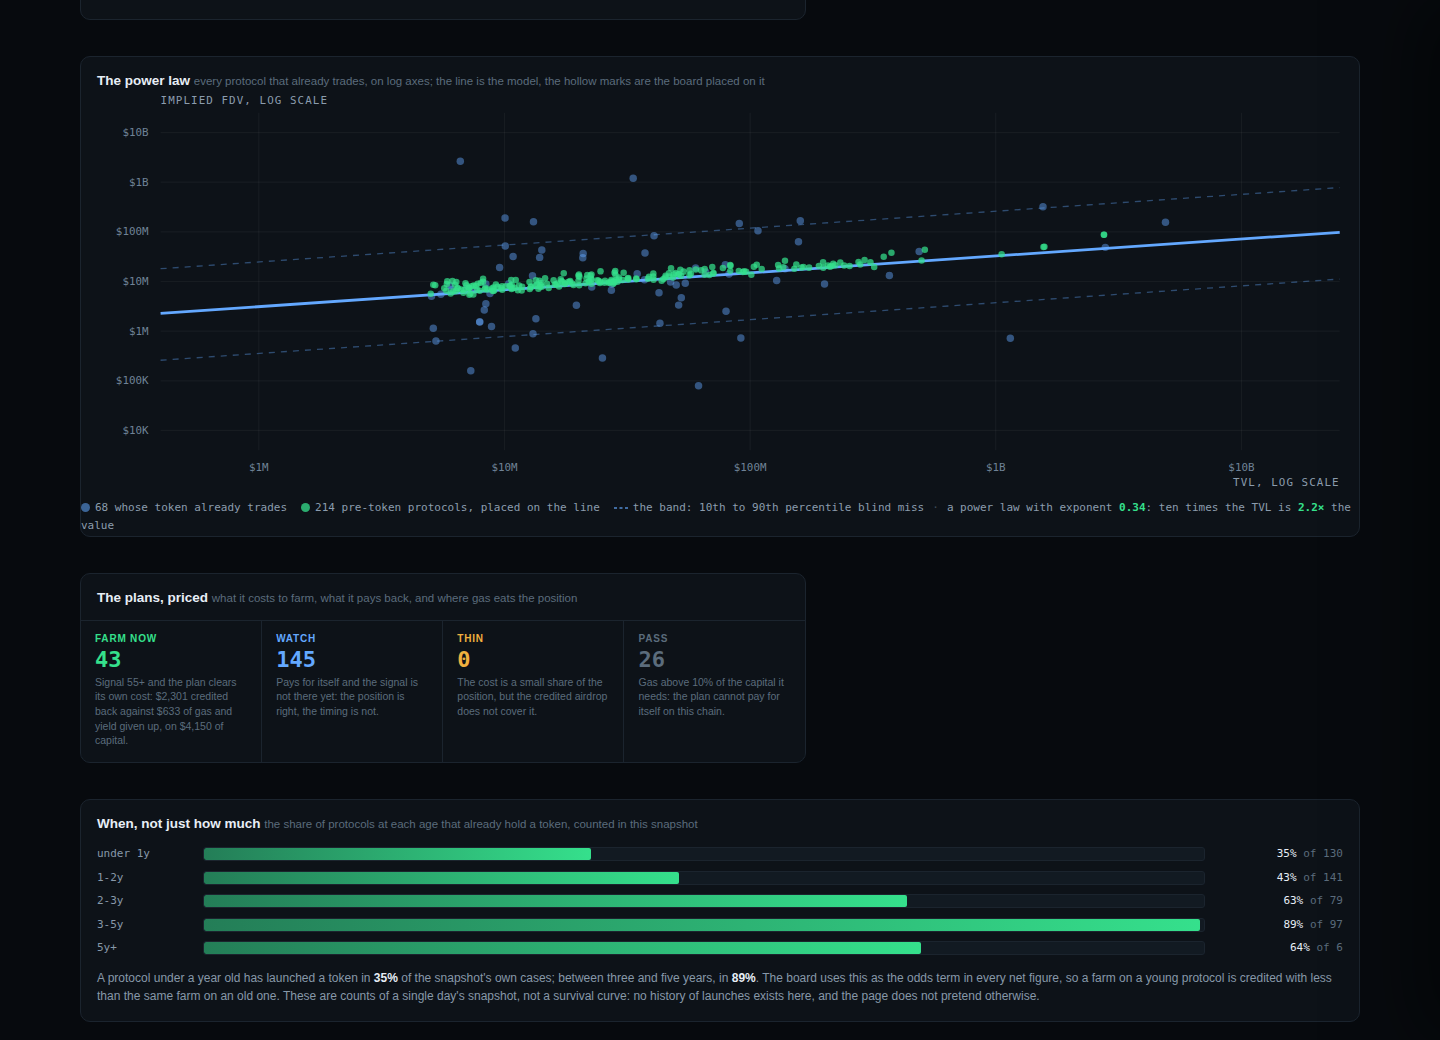 The power law every protocol that already trades, on log axes; the line is the model, the hollow marks are the board placed on it
IMPLIED FDV, LOG SCALE
$10B
$1B
$100M
$10M
$1M
$100K
$10K
$1M $10M $100M $1B $10B
TVL, LOG SCALE
68 whose token already trades 214 pre-token protocols, placed on the line the band: 10th to 90th percentile blind miss · a power law with exponent 0.34: ten times the TVL is 2.2× the
value
The plans, priced what it costs to farm, what it pays back, and where gas eats the position
FARM NOW
43
Signal 55+ and the plan clears
its own cost: $2,301 credited
back against $633 of gas and
yield given up, on $4,150 of
capital.
WATCH
145
Pays for itself and the signal is
not there yet: the position is
right, the timing is not.
THIN
0
The cost is a small share of the
position, but the credited airdrop
does not cover it.
PASS
26
Gas above 10% of the capital it
needs: the plan cannot pay for
itself on this chain.
When, not just how much the share of protocols at each age that already hold a token, counted in this snapshot
under 1y 35% of 130
1-2y 43% of 141
2-3y 63% of 79
3-5y 89% of 97
5y+ 64% of 6
A protocol under a year old has launched a token in 35% of the snapshot's own cases; between three and five years, in 89%. The board uses this as the odds term in every net figure, so a farm on a young protocol is credited with less
than the same farm on an old one. These are counts of a single day's snapshot, not a survival curve: no history of launches exists here, and the page does not pretend otherwise.